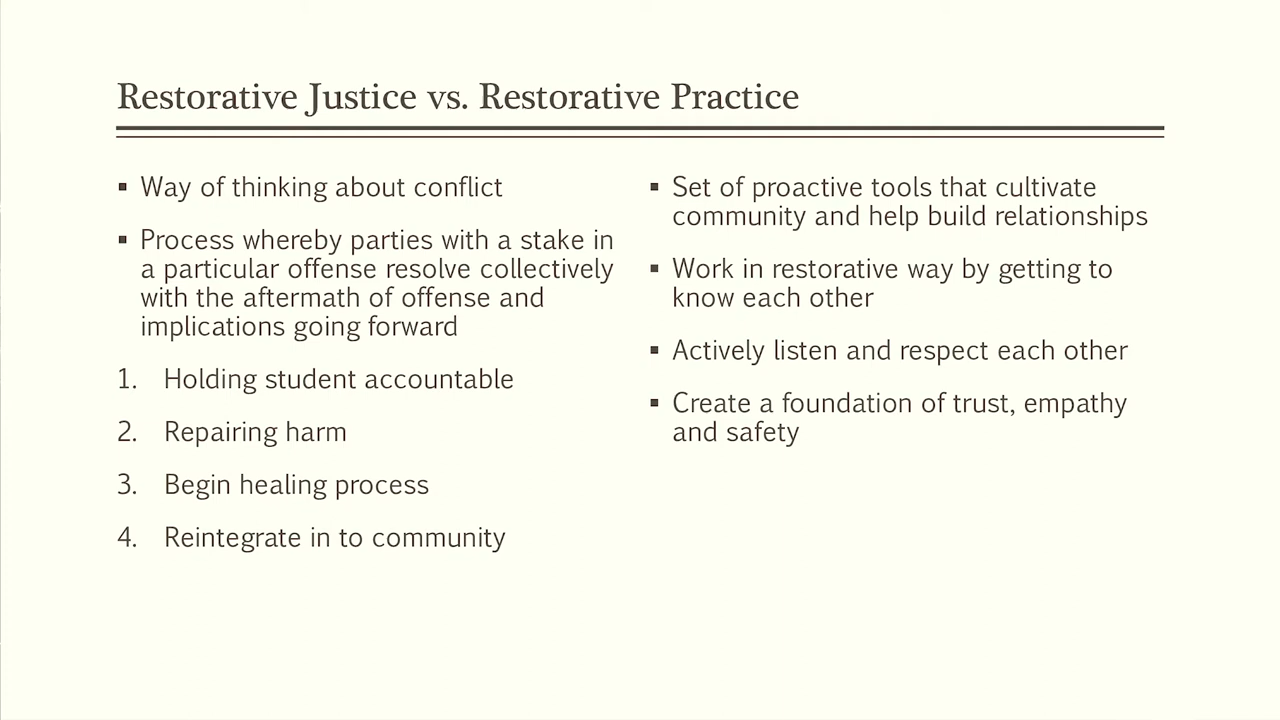 Restorative Justice vs. Restorative Practice
▪ Way of thinking about conflict
▪ Process whereby parties with a stake in
a particular offense resolve collectively
with the aftermath of offense and
implications going forward
1. Holding student accountable
2. Repairing harm
3. Begin healing process
4. Reintegrate in to community
▪ Set of proactive tools that cultivate
community and help build relationships
▪ Work in restorative way by getting to
know each other
▪ Actively listen and respect each other
▪ Create a foundation of trust, empathy
and safety